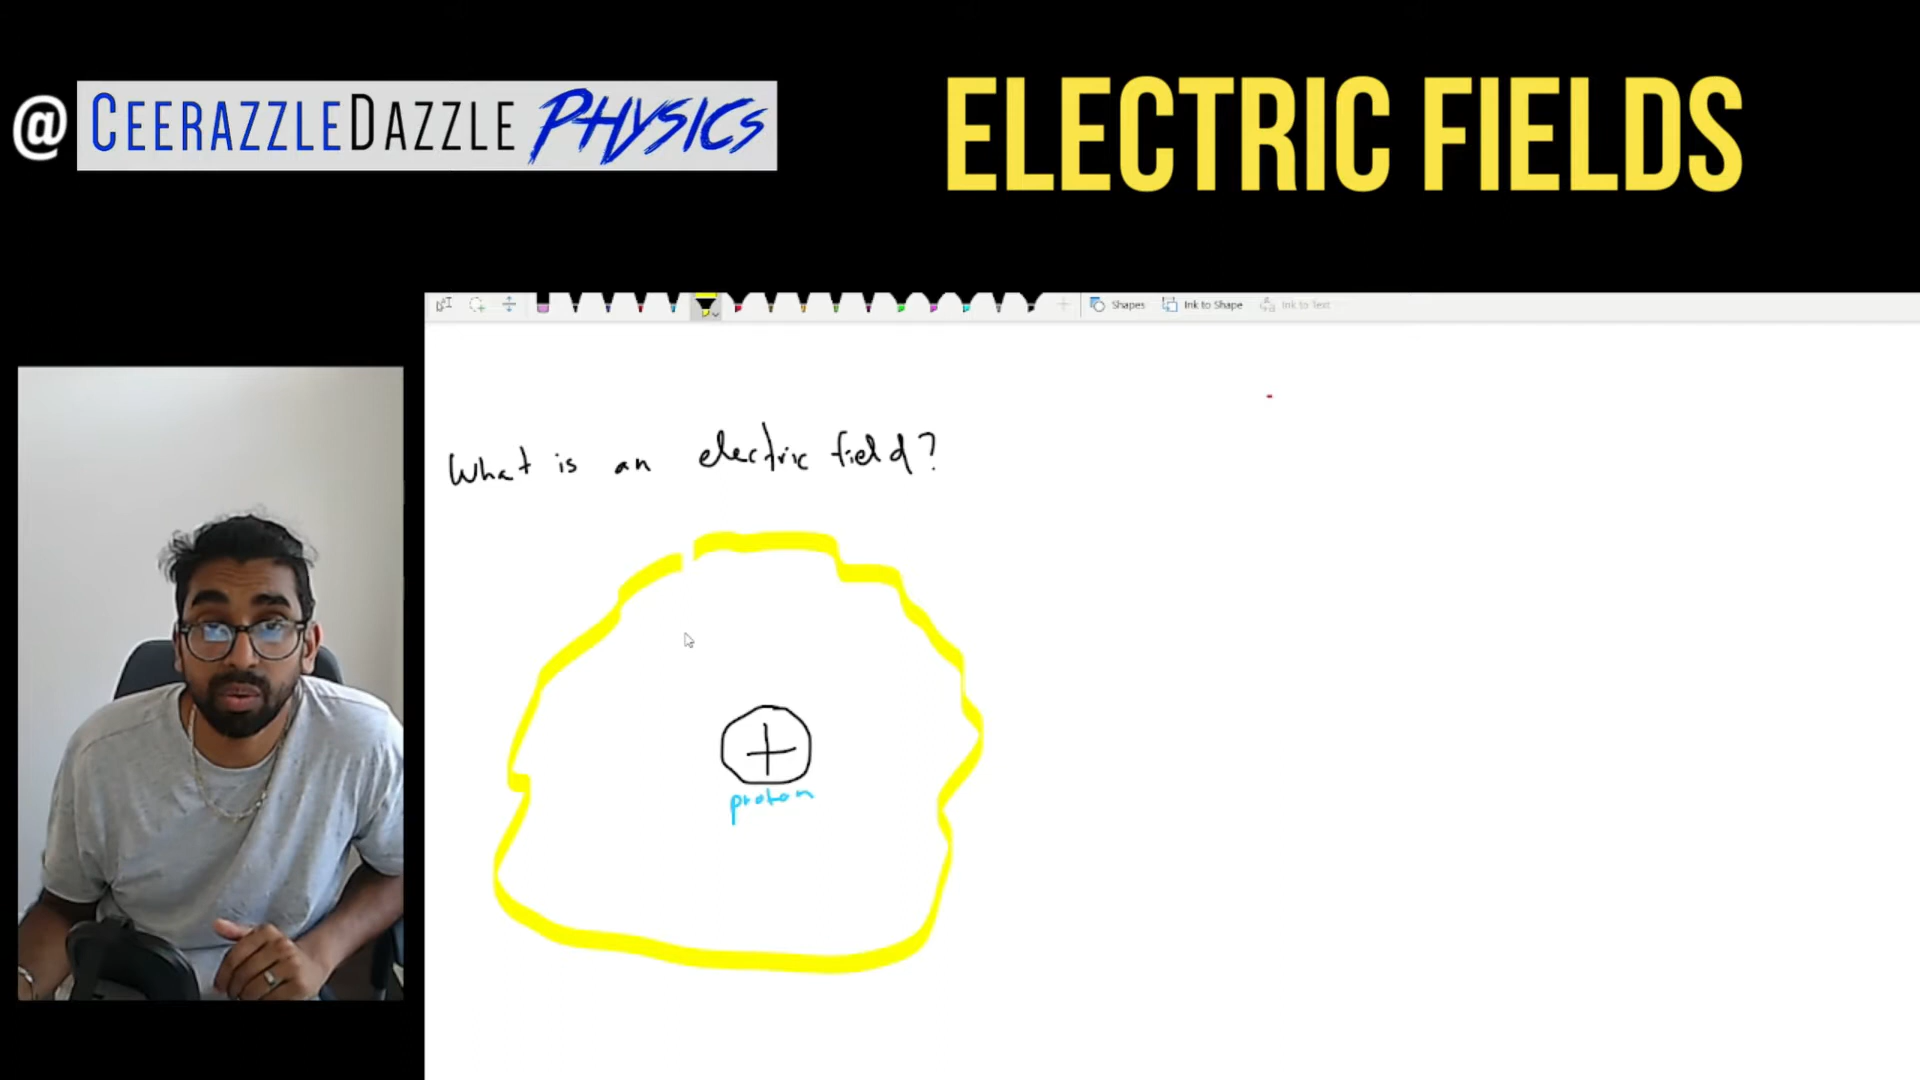 @ CEERAZZLEDAZZLE PHYSICS
ELECTRIC FIELDS
Shapes Ink to Shape Ink to Text
What is an electric field?
+
proton